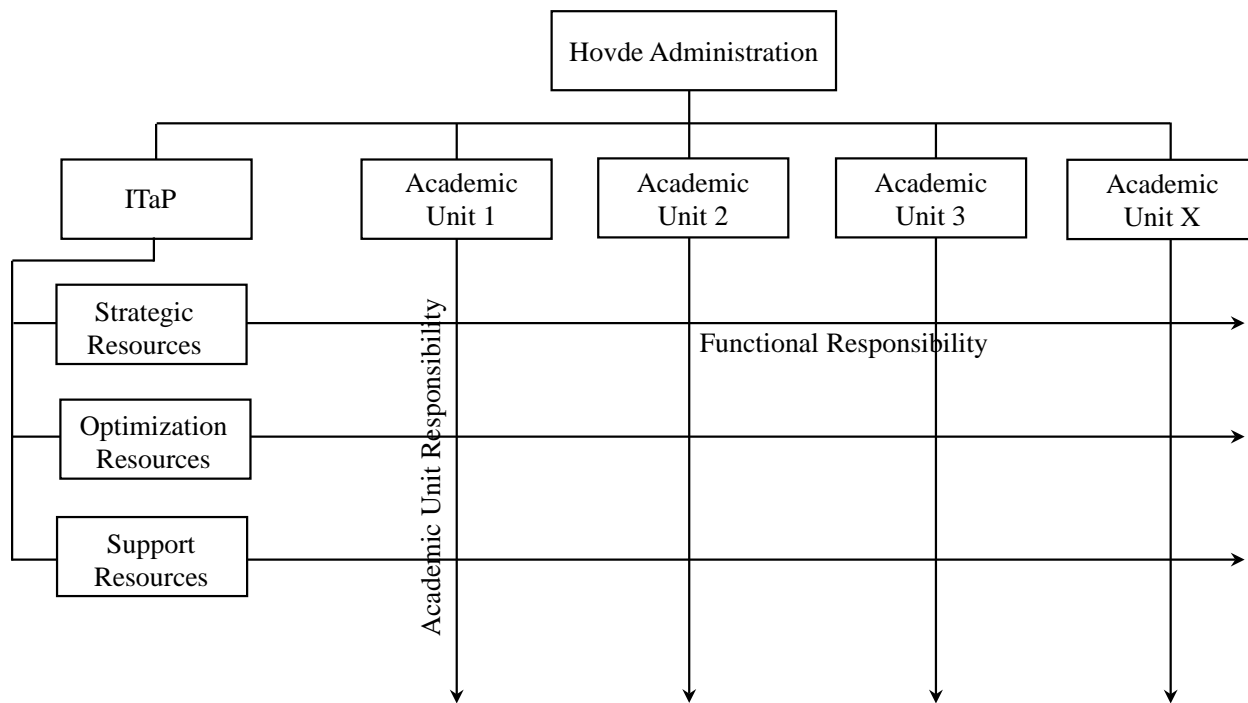 Hovde Administration
ITaP
Academic
Unit 1
Academic
Unit 2
Academic
Unit 3
Academic
Unit X
Strategic
Resources
Functional Responsibility
Academic Unit Responsibility
Optimization
Resources
Support
Resources